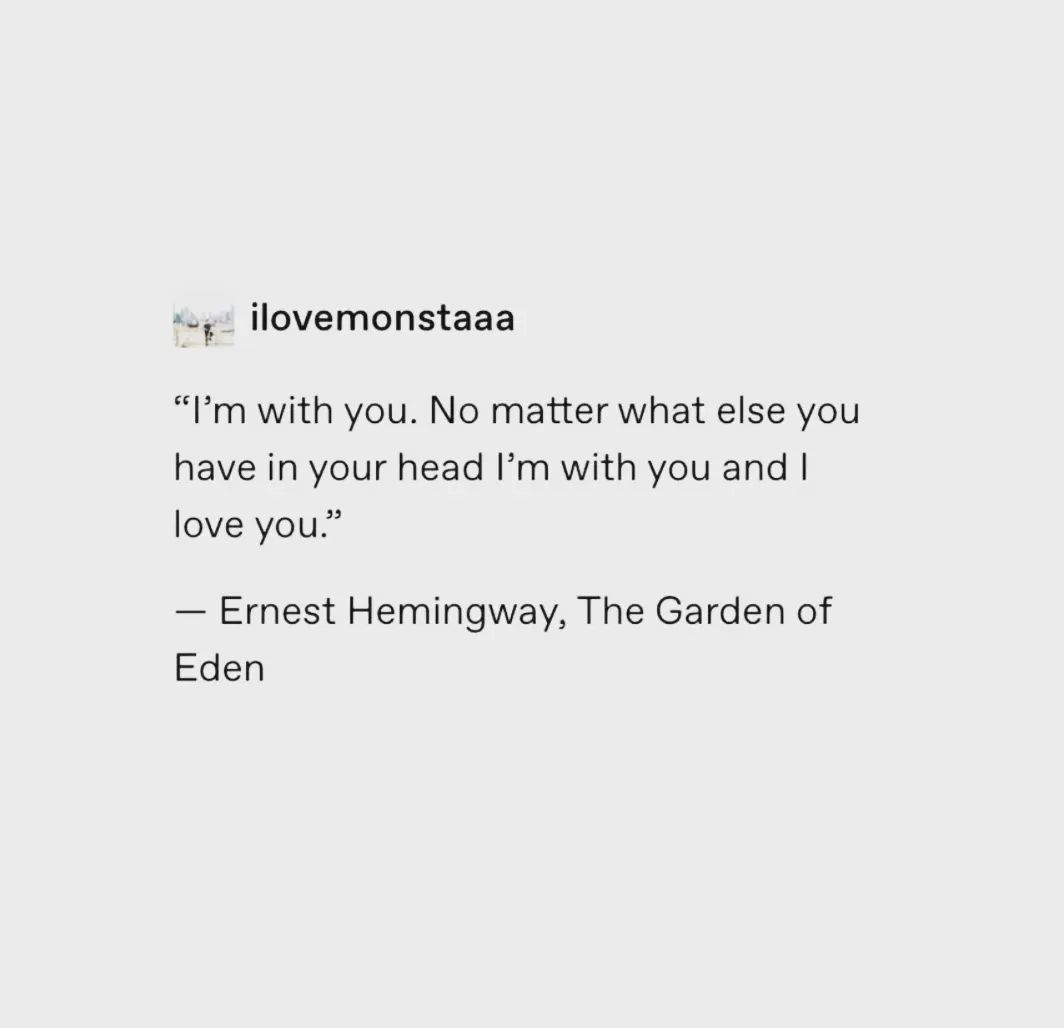 ilovemonstaaa
“I’m with you. No matter what else you
have in your head I’m with you and I
love you.”
— Ernest Hemingway, The Garden of
Eden